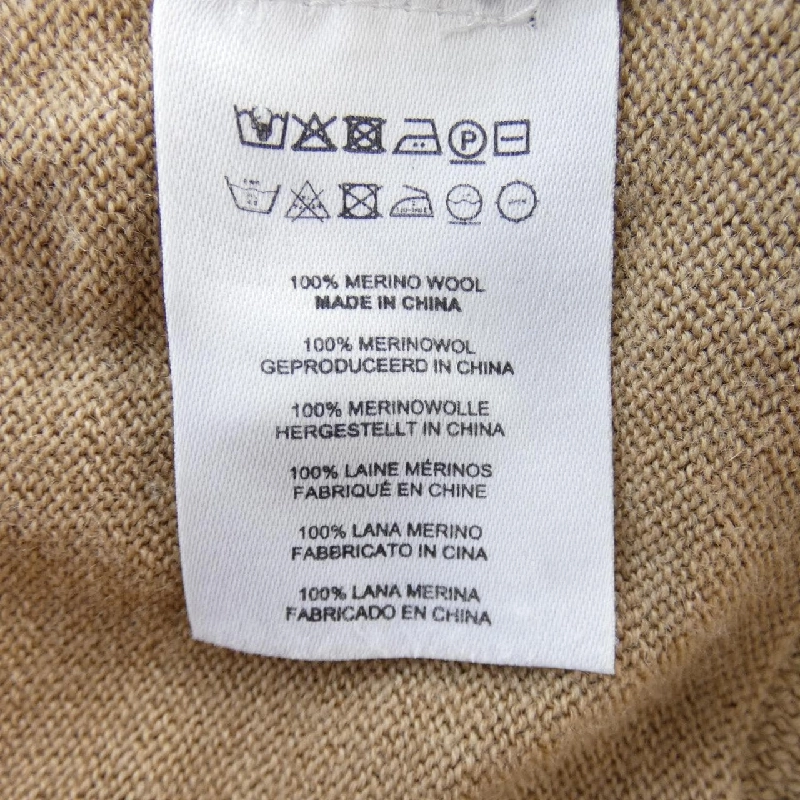 P
100% MERINO WOOL
MADE IN CHINA
100% MERINOWOL
GEPRODUCEERD IN CHINA
100% MERINOWOLLE
HERGESTELLT IN CHINA
100% LAINE MÉRINOS
FABRIQUÉ EN CHINE
100% LANA MERINO
FABBRICATO IN CINA
100% LANA MERINA
FABRICADO EN CHINA